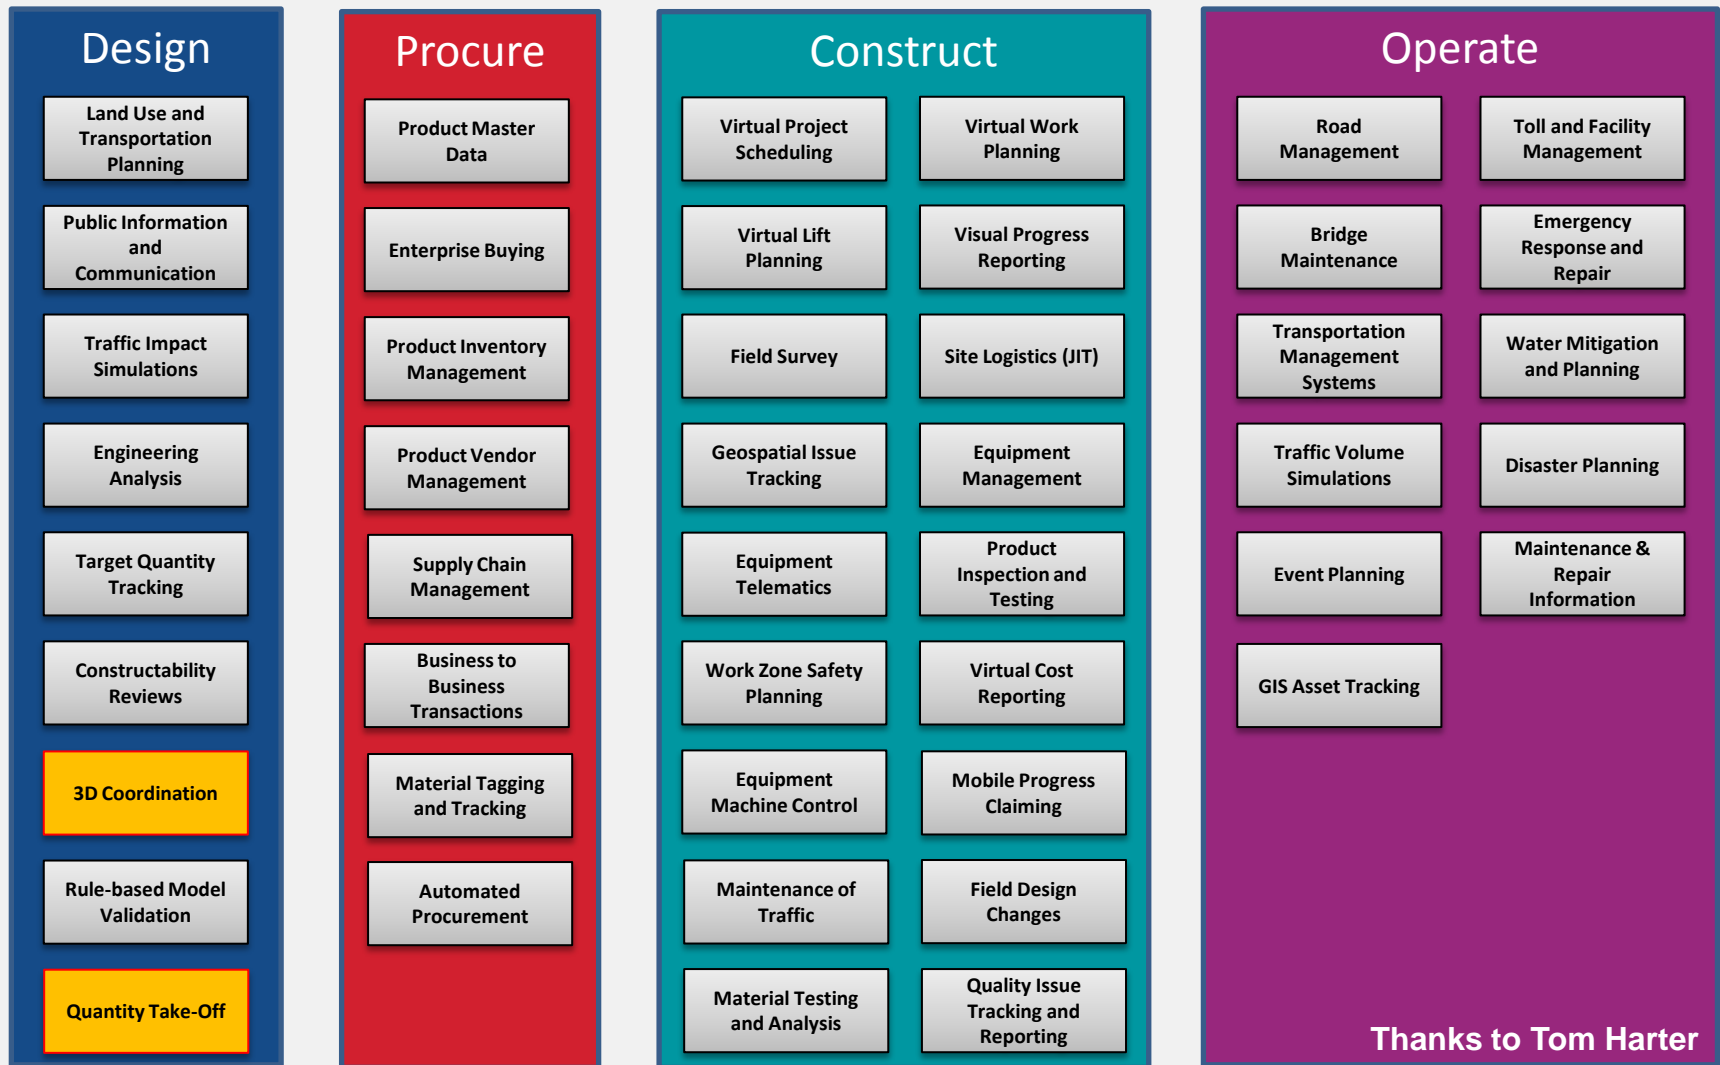 Design
Land Use and
Transportation
Planning
Public Information
and
Communication
Traffic Impact
Simulations
Engineering
Analysis
Target Quantity
Tracking
Constructability
Reviews
3D Coordination
Rule-based Model
Validation
Quantity Take-Off
Procure
Product Master
Data
Enterprise Buying
Product Inventory
Management
Product Vendor
Management
Supply Chain
Management
Business to
Business
Transactions
Material Tagging
and Tracking
Automated
Procurement
Construct
Virtual Project
Scheduling
Virtual Lift
Planning
Field Survey
Geospatial Issue
Tracking
Equipment
Telematics
Work Zone Safety
Planning
Equipment
Machine Control
Maintenance of
Traffic
Material Testing
and Analysis
Virtual Work
Planning
Visual Progress
Reporting
Site Logistics (JIT)
Equipment
Management
Product
Inspection and
Testing
Virtual Cost
Reporting
Mobile Progress
Claiming
Field Design
Changes
Quality Issue
Tracking and
Reporting
Operate
Road
Management
Bridge
Maintenance
Transportation
Management
Systems
Traffic Volume
Simulations
Event Planning
GIS Asset Tracking
Toll and Facility
Management
Emergency
Response and
Repair
Water Mitigation
and Planning
Disaster Planning
Maintenance &
Repair
Information
Thanks to Tom Harter